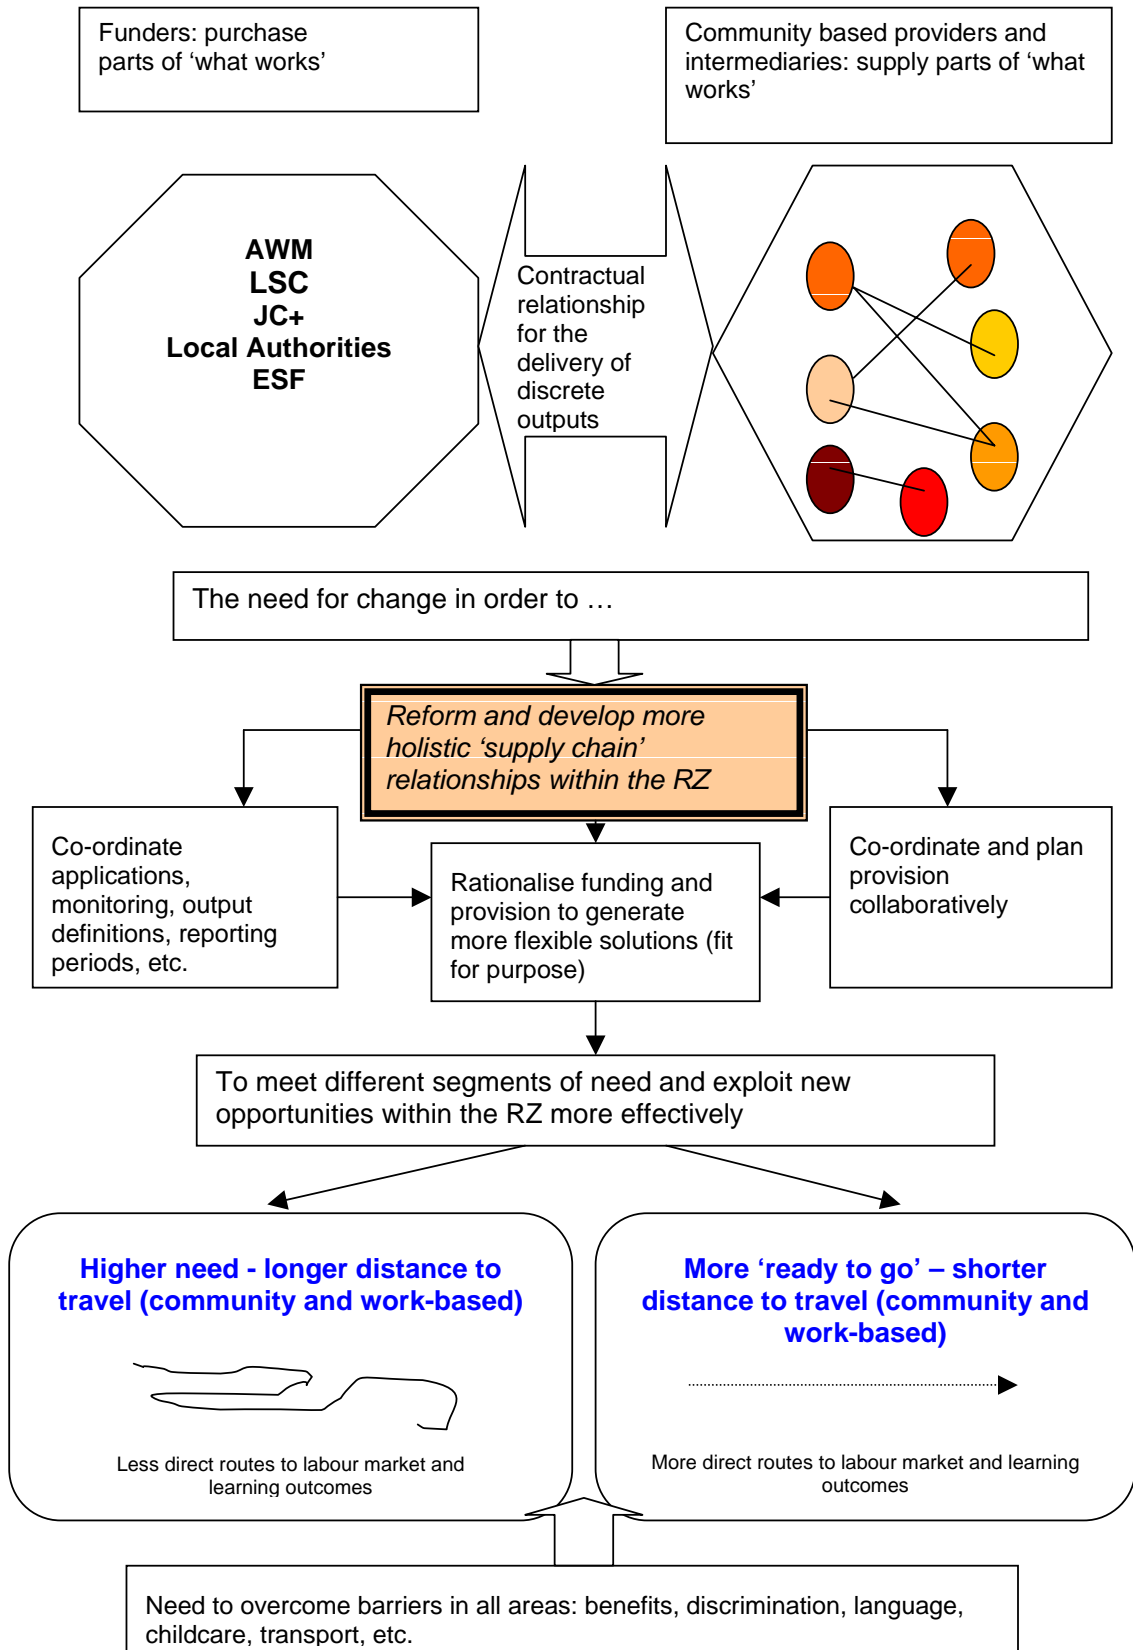 Funders: purchase
parts of ‘what works’
Community based providers and
intermediaries: supply parts of ‘what
works’
AWM
LSC
JC+
Local Authorities
ESF
Contractual
relationship
for the
delivery of
discrete
outputs
The need for change in order to …
Reform and develop more
holistic ‘supply chain’
relationships within the RZ
Co-ordinate
applications,
monitoring, output
definitions, reporting
periods, etc.
Rationalise funding and
provision to generate
more flexible solutions (fit
for purpose)
Co-ordinate and plan
provision
collaboratively
To meet different segments of need and exploit new
opportunities within the RZ more effectively
Higher need - longer distance to
travel (community and work-based)
Less direct routes to labour market and
learning outcomes
More ‘ready to go’ – shorter
distance to travel (community and
work-based)
More direct routes to labour market and learning
outcomes
Need to overcome barriers in all areas: benefits, discrimination, language,
childcare, transport, etc.